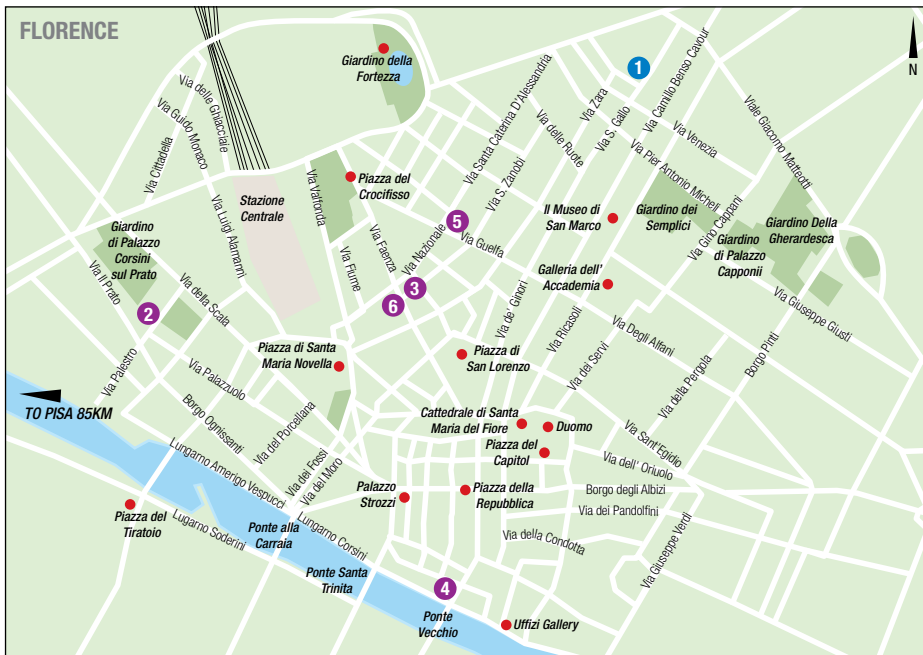 FLORENCE
N
1
Giardino della
Fortezza
Via delle Ghiacciale
Via Guido Monaco
Via Cittadella
Via Santa Caterina D'Alessandria
Via Zara
Via S. Gallo
Via Camillo Benso Cavour
Via delle Ruote
Via Venezia
Viale Giacomo Matteotti
Via Pier Antonio Micheli
Via S. Zanobi
Piazza del
Crocifisso
Via Valfonda
Stazione
Centrale
Via Luigi Alamanni
5
Il Museo di
San Marco
Giardino dei
Semplici
Via Gino Cappani
Giardino Della
Gherardesca
Giardino
di Palazzo
Capponii
Giardino
di Palazzo
Corsini
sul Prato
Via Faenza
Via Nazionale
Via Guelfa
Via Fiume
Galleria dell'
Accademia
Via Il Prato
Via della Scala
3
6
2
Via de' Ginori
Via Ricasoli
Via Degli Alfani
Via Giuseppe Giusti
Borgo Pinti
Piazza di Santa
Maria Novella
Piazza di
San Lorenzo
Via dei Servi
Via della Pergola
Via Palestro
Via Palazzuolo
TO PISA 85KM
Borgo Ognissanti
Via del Porcellana
Cattedrale di Santa
Maria del Fiore
Duomo
Piazza del
Capitol
Via Sant'Egidio
Via dell' Oriuolo
Via dei Fossi
Via del Moro
Lungarno Amerigo Vespucci
Palazzo
Strozzi
Piazza della
Repubblica
Borgo degli Albizi
Via dei Pandolfini
Piazza del
Tiratoio
Lugarno Soderini
Ponte alla
Carraia
Lungarno Corsini
Via della Condotta
Via Giuseppe Verdi
Ponte Santa
Trinita
4
Ponte
Vecchio
Uffizi Gallery